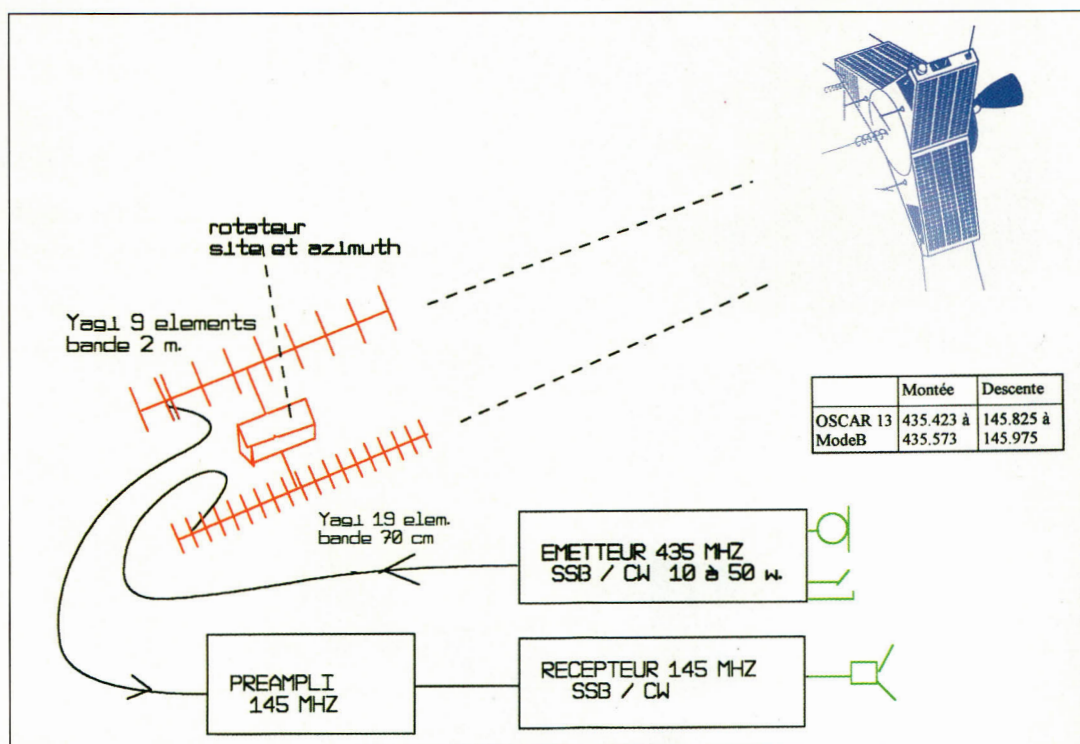 rotateur
site et azimuth
Yagi 9 elements
bande 2 m.
Montée Descente
OSCAR 13 435.423 à 145.825 à
ModeB 435.573 145.975
Yagi 19 elem.
bande 70 cm
EMETTEUR 435 MHZ
SSB / CW 10 à 50 w.
PREAMPLI
145 MHZ
RECEPTEUR 145 MHZ
SSB / CW